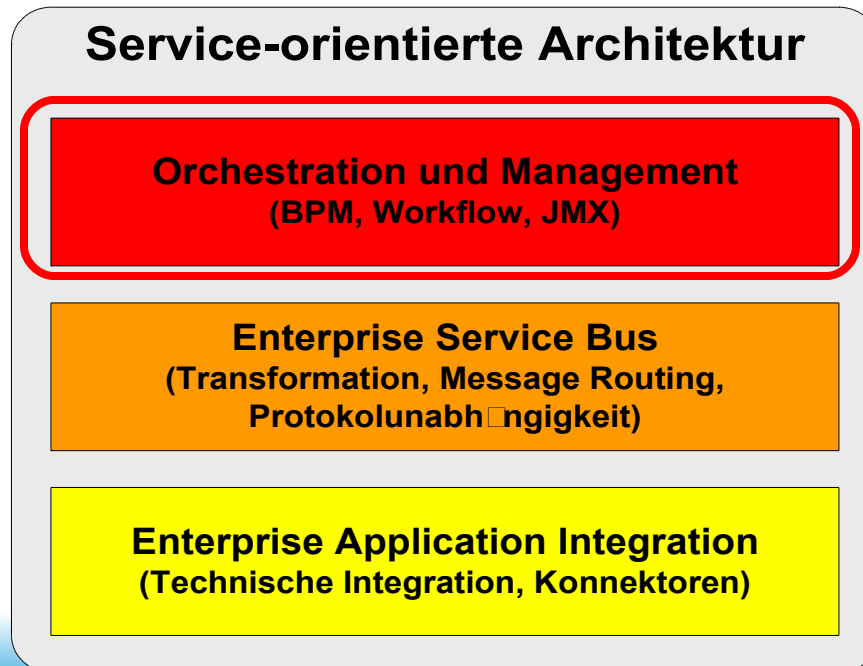 Service-orientierte Architektur
Orchestration und Management
(BPM, Workflow, JMX)
Enterprise Service Bus
(Transformation, Message Routing,
Protokolunabh□ngigkeit)
Enterprise Application Integration
(Technische Integration, Konnektoren)